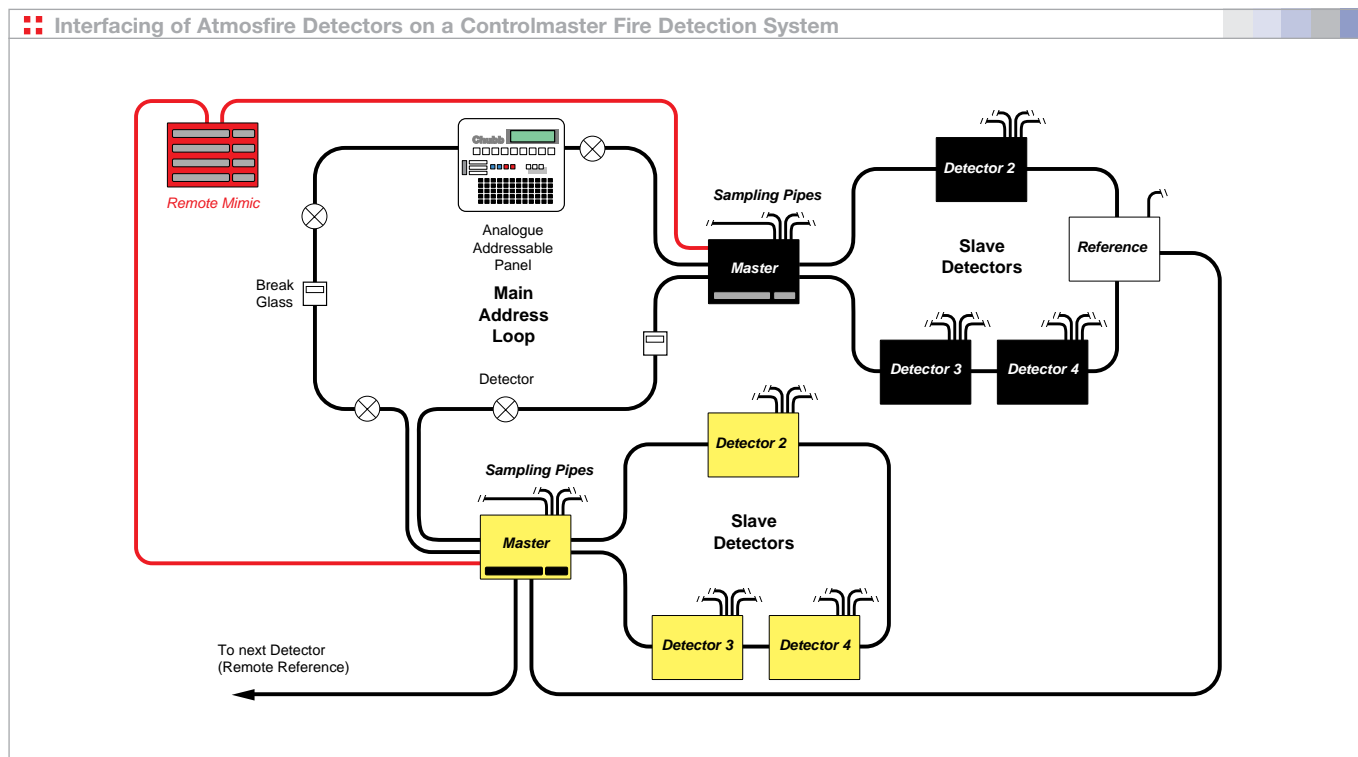 Interfacing of Atmosfire Detectors on a Controlmaster Fire Detection System
Remote Mimic
Chubb
Analogue
Addressable
Panel
Main
Address
Loop
Break
Glass
Detector
Sampling Pipes
Master
Detector 2
Slave
Detectors
Reference
Detector 3
Detector 4
Sampling Pipes
Master
Detector 2
Slave
Detectors
Detector 3
Detector 4
To next Detector
(Remote Reference)